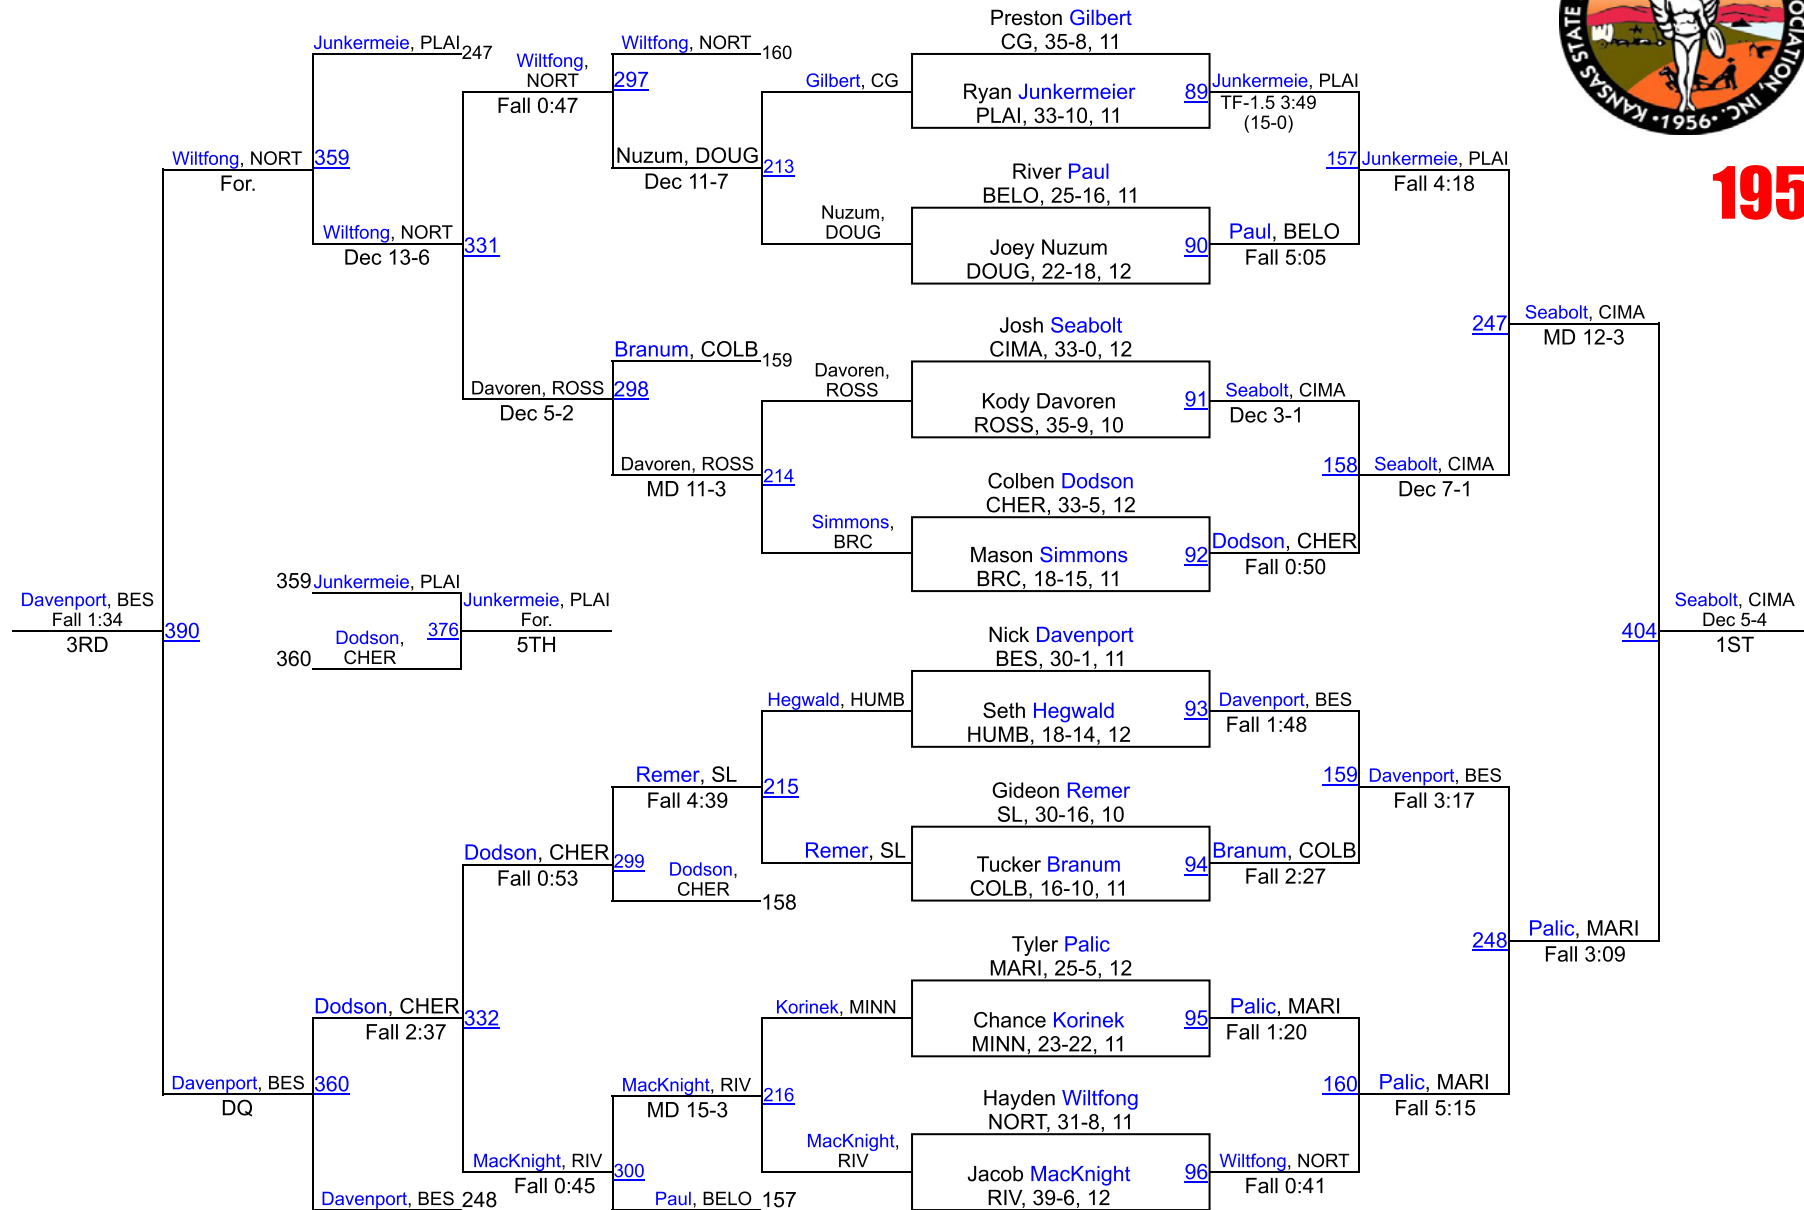 Junkermeie, PLAI
247
Wiltfong,
NORT
Fall 0:47
Wiltfong, NORT
160
297
Gilbert, CG
Preston Gilbert
CG, 35-8, 11
Ryan Junkermeier
PLAI, 33-10, 11
89
Junkermeie, PLAI
TF-1.5 3:49
(15-0)
KANSAS STATE
OCIATION, INC.
•1956•
195
Wiltfong, NORT
For.
359
Nuzum, DOUG
Dec 11-7
213
River Paul
BELO, 25-16, 11
157
Junkermeie, PLAI
Fall 4:18
Wiltfong, NORT
Dec 13-6
331
Nuzum,
DOUG
Joey Nuzum
DOUG, 22-18, 12
90
Paul, BELO
Fall 5:05
Branum, COLB
159
Josh Seabolt
CIMA, 33-0, 12
247
Seabolt, CIMA
MD 12-3
Davoren, ROSS
Dec 5-2
298
Davoren,
ROSS
Kody Davoren
ROSS, 35-9, 10
91
Seabolt, CIMA
Dec 3-1
Davoren, ROSS
MD 11-3
214
Colben Dodson
CHER, 33-5, 12
158
Seabolt, CIMA
Dec 7-1
Simmons,
BRC
Mason Simmons
BRC, 18-15, 11
92
Dodson, CHER
Fall 0:50
Davenport, BES
Fall 1:34
3RD
390
359
Junkermeie, PLAI
360
Dodson,
CHER
376
Junkermeie, PLAI
For.
5TH
404
Seabolt, CIMA
Dec 5-4
1ST
Nick Davenport
BES, 30-1, 11
Hegwald, HUMB
Seth Hegwald
HUMB, 18-14, 12
93
Davenport, BES
Fall 1:48
Remer, SL
Fall 4:39
215
Gideon Remer
SL, 30-16, 10
159
Davenport, BES
Fall 3:17
Dodson, CHER
Fall 0:53
299
Dodson,
CHER
158
Remer, SL
Tucker Branum
COLB, 16-10, 11
94
Branum, COLB
Fall 2:27
Tyler Palic
MARI, 25-5, 12
248
Palic, MARI
Fall 3:09
Dodson, CHER
Fall 2:37
332
Korinek, MINN
Chance Korinek
MINN, 23-22, 11
95
Palic, MARI
Fall 1:20
Davenport, BES
DQ
360
MacKnight, RIV
MD 15-3
216
Hayden Wiltfong
NORT, 31-8, 11
160
Palic, MARI
Fall 5:15
MacKnight, RIV
Fall 0:45
300
MacKnight,
RIV
Jacob MacKnight
RIV, 39-6, 12
96
Wiltfong, NORT
Fall 0:41
Davenport, BES
248
Paul, BELO
157